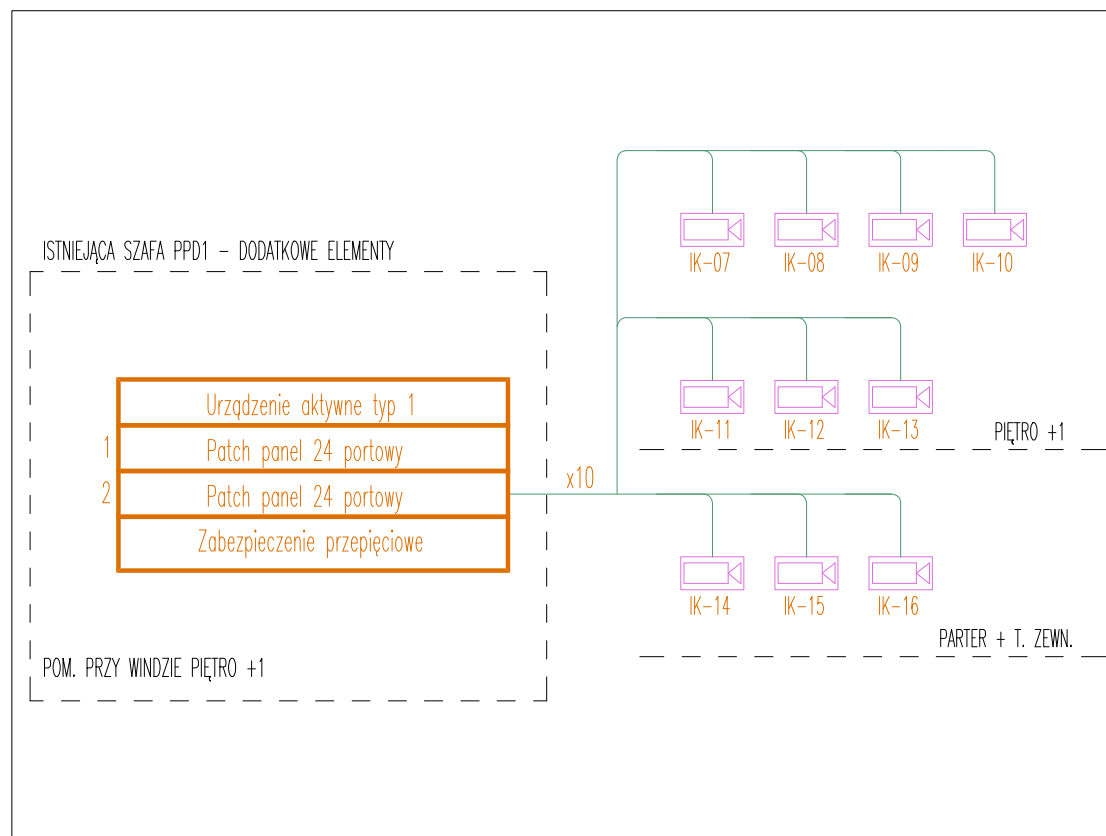 ISTNIEJĄCA SZAFA PPD1 – DODATKOWE ELEMENTY
Urządzenie aktywne typ 1
1 Patch panel 24 portowy
2 Patch panel 24 portowy
Zabezpieczenie przepięciowe
POM. PRZY WINDZIE PIĘTRO +1
x10
IK-07 IK-08 IK-09 IK-10
IK-11 IK-12 IK-13
PIĘTRO +1
IK-14 IK-15 IK-16
PARTER + T. ZEWN.